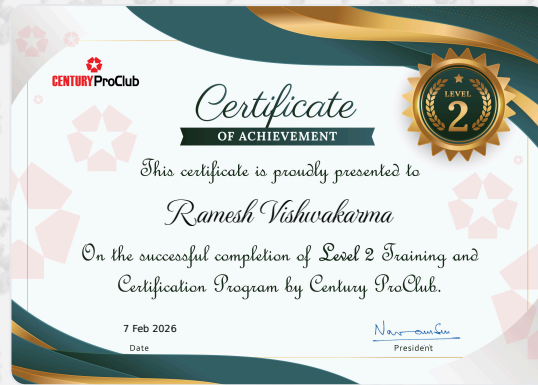 CENTURY ProClub
Certificate
OF ACHIEVEMENT
LEVEL
2
This certificate is proudly presented to
Ramesh Vishwakarma
On the successful completion of Level 2 Training and
Certification Program by Century ProClub.
7 Feb 2026
Date
President